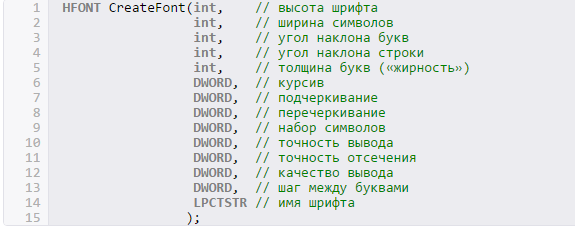 1 HFONT CreateFont(int, // высота шрифта
2 int, // ширина символов
3 int, // угол наклона букв
4 int, // угол наклона строки
5 int, // толщина букв («жирность»)
6 DWORD, // курсив
7 DWORD, // подчеркивание
8 DWORD, // перечеркивание
9 DWORD, // набор символов
10 DWORD, // точность вывода
11 DWORD, // точность отсечения
12 DWORD, // качество вывода
13 DWORD, // шаг между буквами
14 LPCTSTR // имя шрифта
15 );